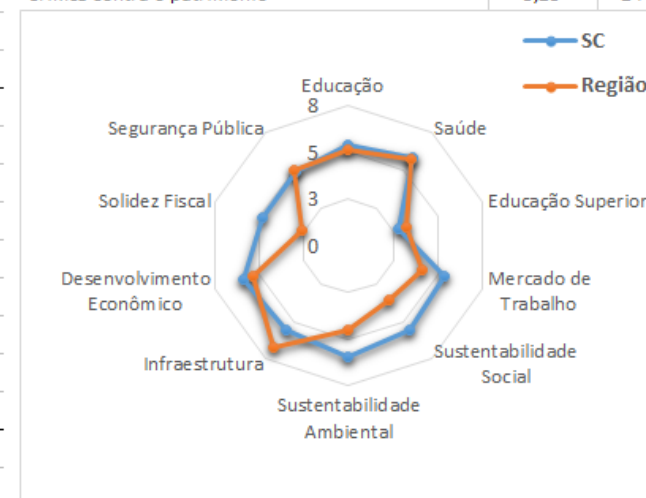 SC
Região
Educação
8
Segurança Pública
Saúde
5
3
Solidez Fiscal
Educação Superior
0
Desenvolvimento
Econômico
Mercado de
Trabalho
Infraestrutura
Sustentabilidade
Social
Sustentabilidade
Ambiental